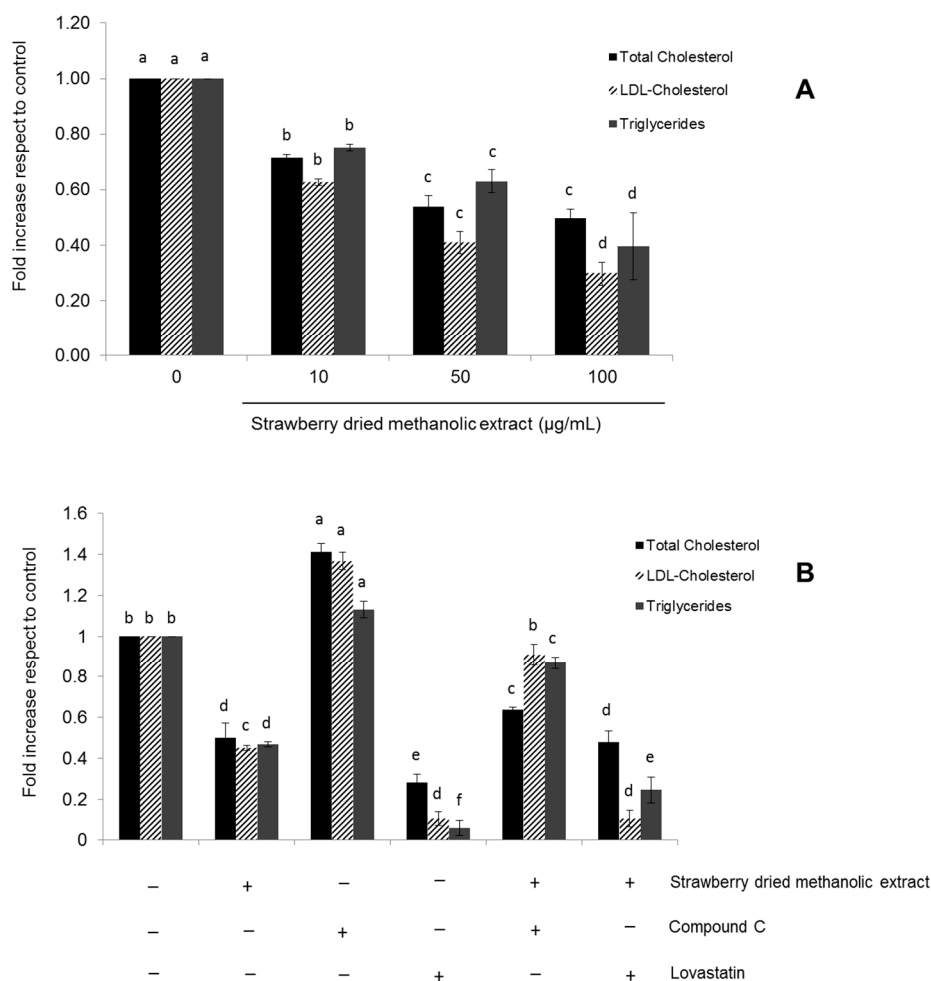 1.20
1.00
0.80
0.60
0.40
0.20
0.00
Fold increase respect to control
a a a
b b b
c c c
c d d
Total Cholesterol
LDL-Cholesterol
Triglycerides
A
0 10 50 100
Strawberry dried methanolic extract (µg/mL)
1.6
1.4
1.2
1
0.8
0.6
0.4
0.2
0
Fold increase respect to control
b b b
d c d
a a a
e d f
c b c
d d e
Total Cholesterol
LDL-Cholesterol
Triglycerides
B
– + – – + + Strawberry dried methanolic extract
– – + – + – Compound C
– – – + – + Lovastatin